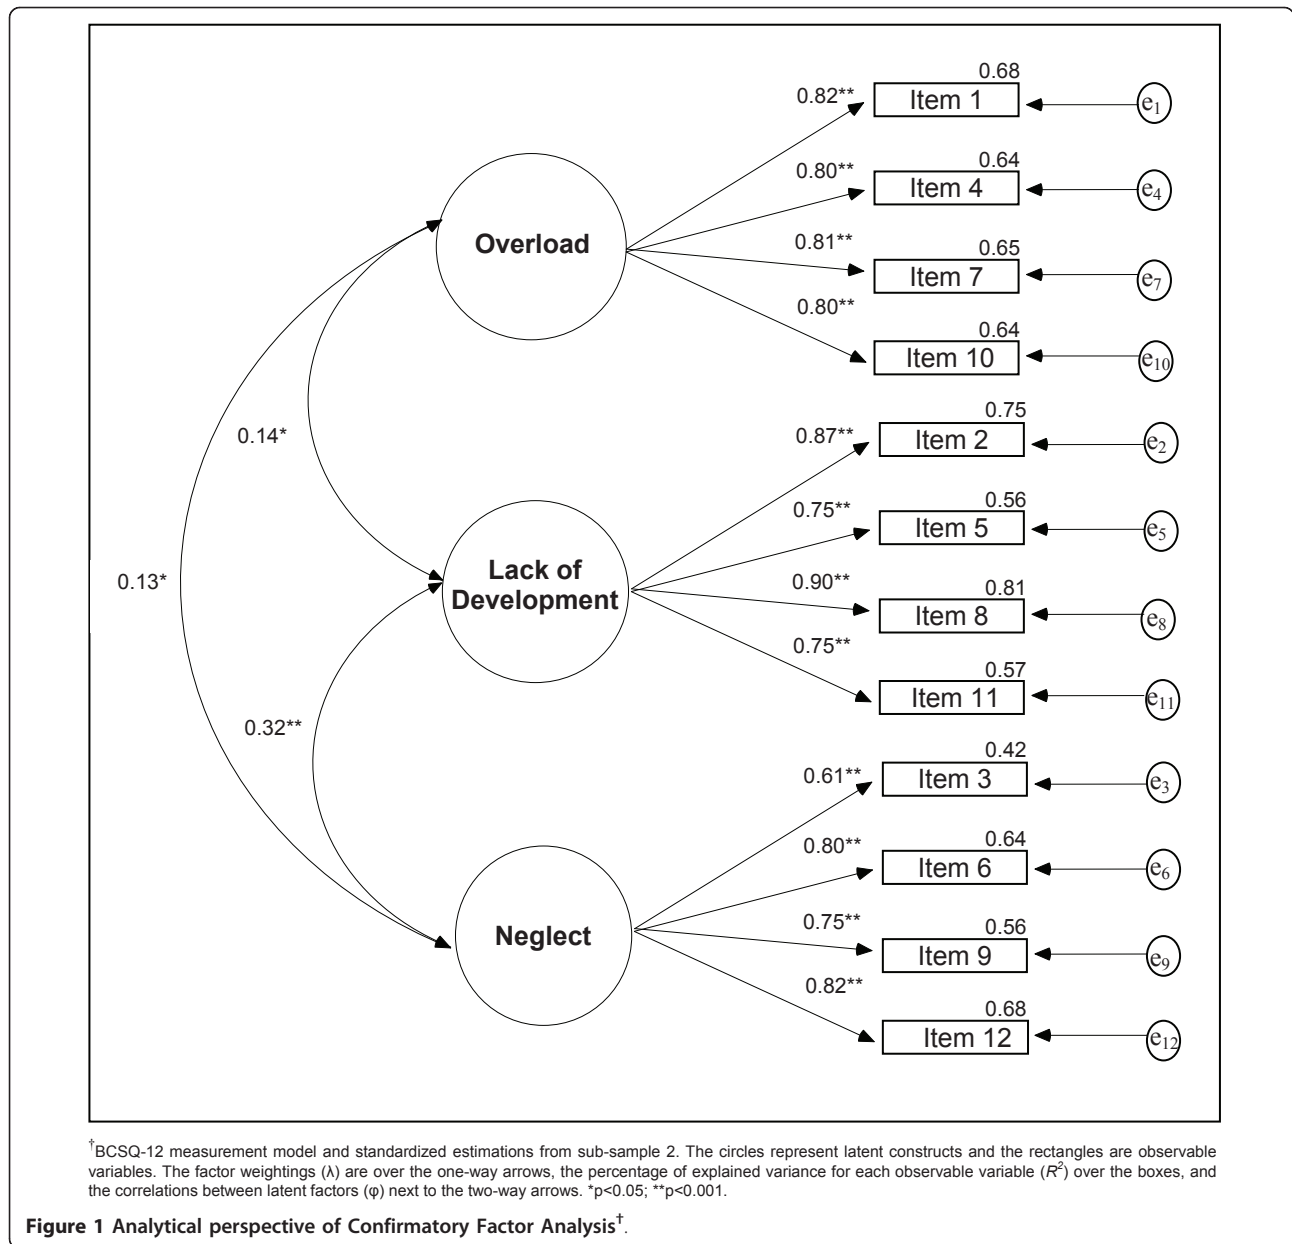 0.68
0.82**
Item 1
e1
0.64
0.80**
Item 4
e4
Overload
0.81**
0.65
Item 7
e7
0.80**
0.64
Item 10
e10
0.14*
0.75
0.87**
Item 2
e2
0.75**
0.56
Item 5
e5
0.13*
Lack of
Development
0.90**
0.81
Item 8
e8
0.75**
0.57
Item 11
e11
0.32**
0.42
0.61**
Item 3
e3
0.80**
0.64
Item 6
e6
Neglect
0.75**
0.56
Item 9
e9
0.82**
0.68
Item 12
e12
†BCSQ-12 measurement model and standardized estimations from sub-sample 2. The circles represent latent constructs and the rectangles are observable
variables. The factor weightings (λ) are over the one-way arrows, the percentage of explained variance for each observable variable (R²) over the boxes, and
the correlations between latent factors (φ) next to the two-way arrows. *p<0.05; **p<0.001.
Figure 1 Analytical perspective of Confirmatory Factor Analysis†.